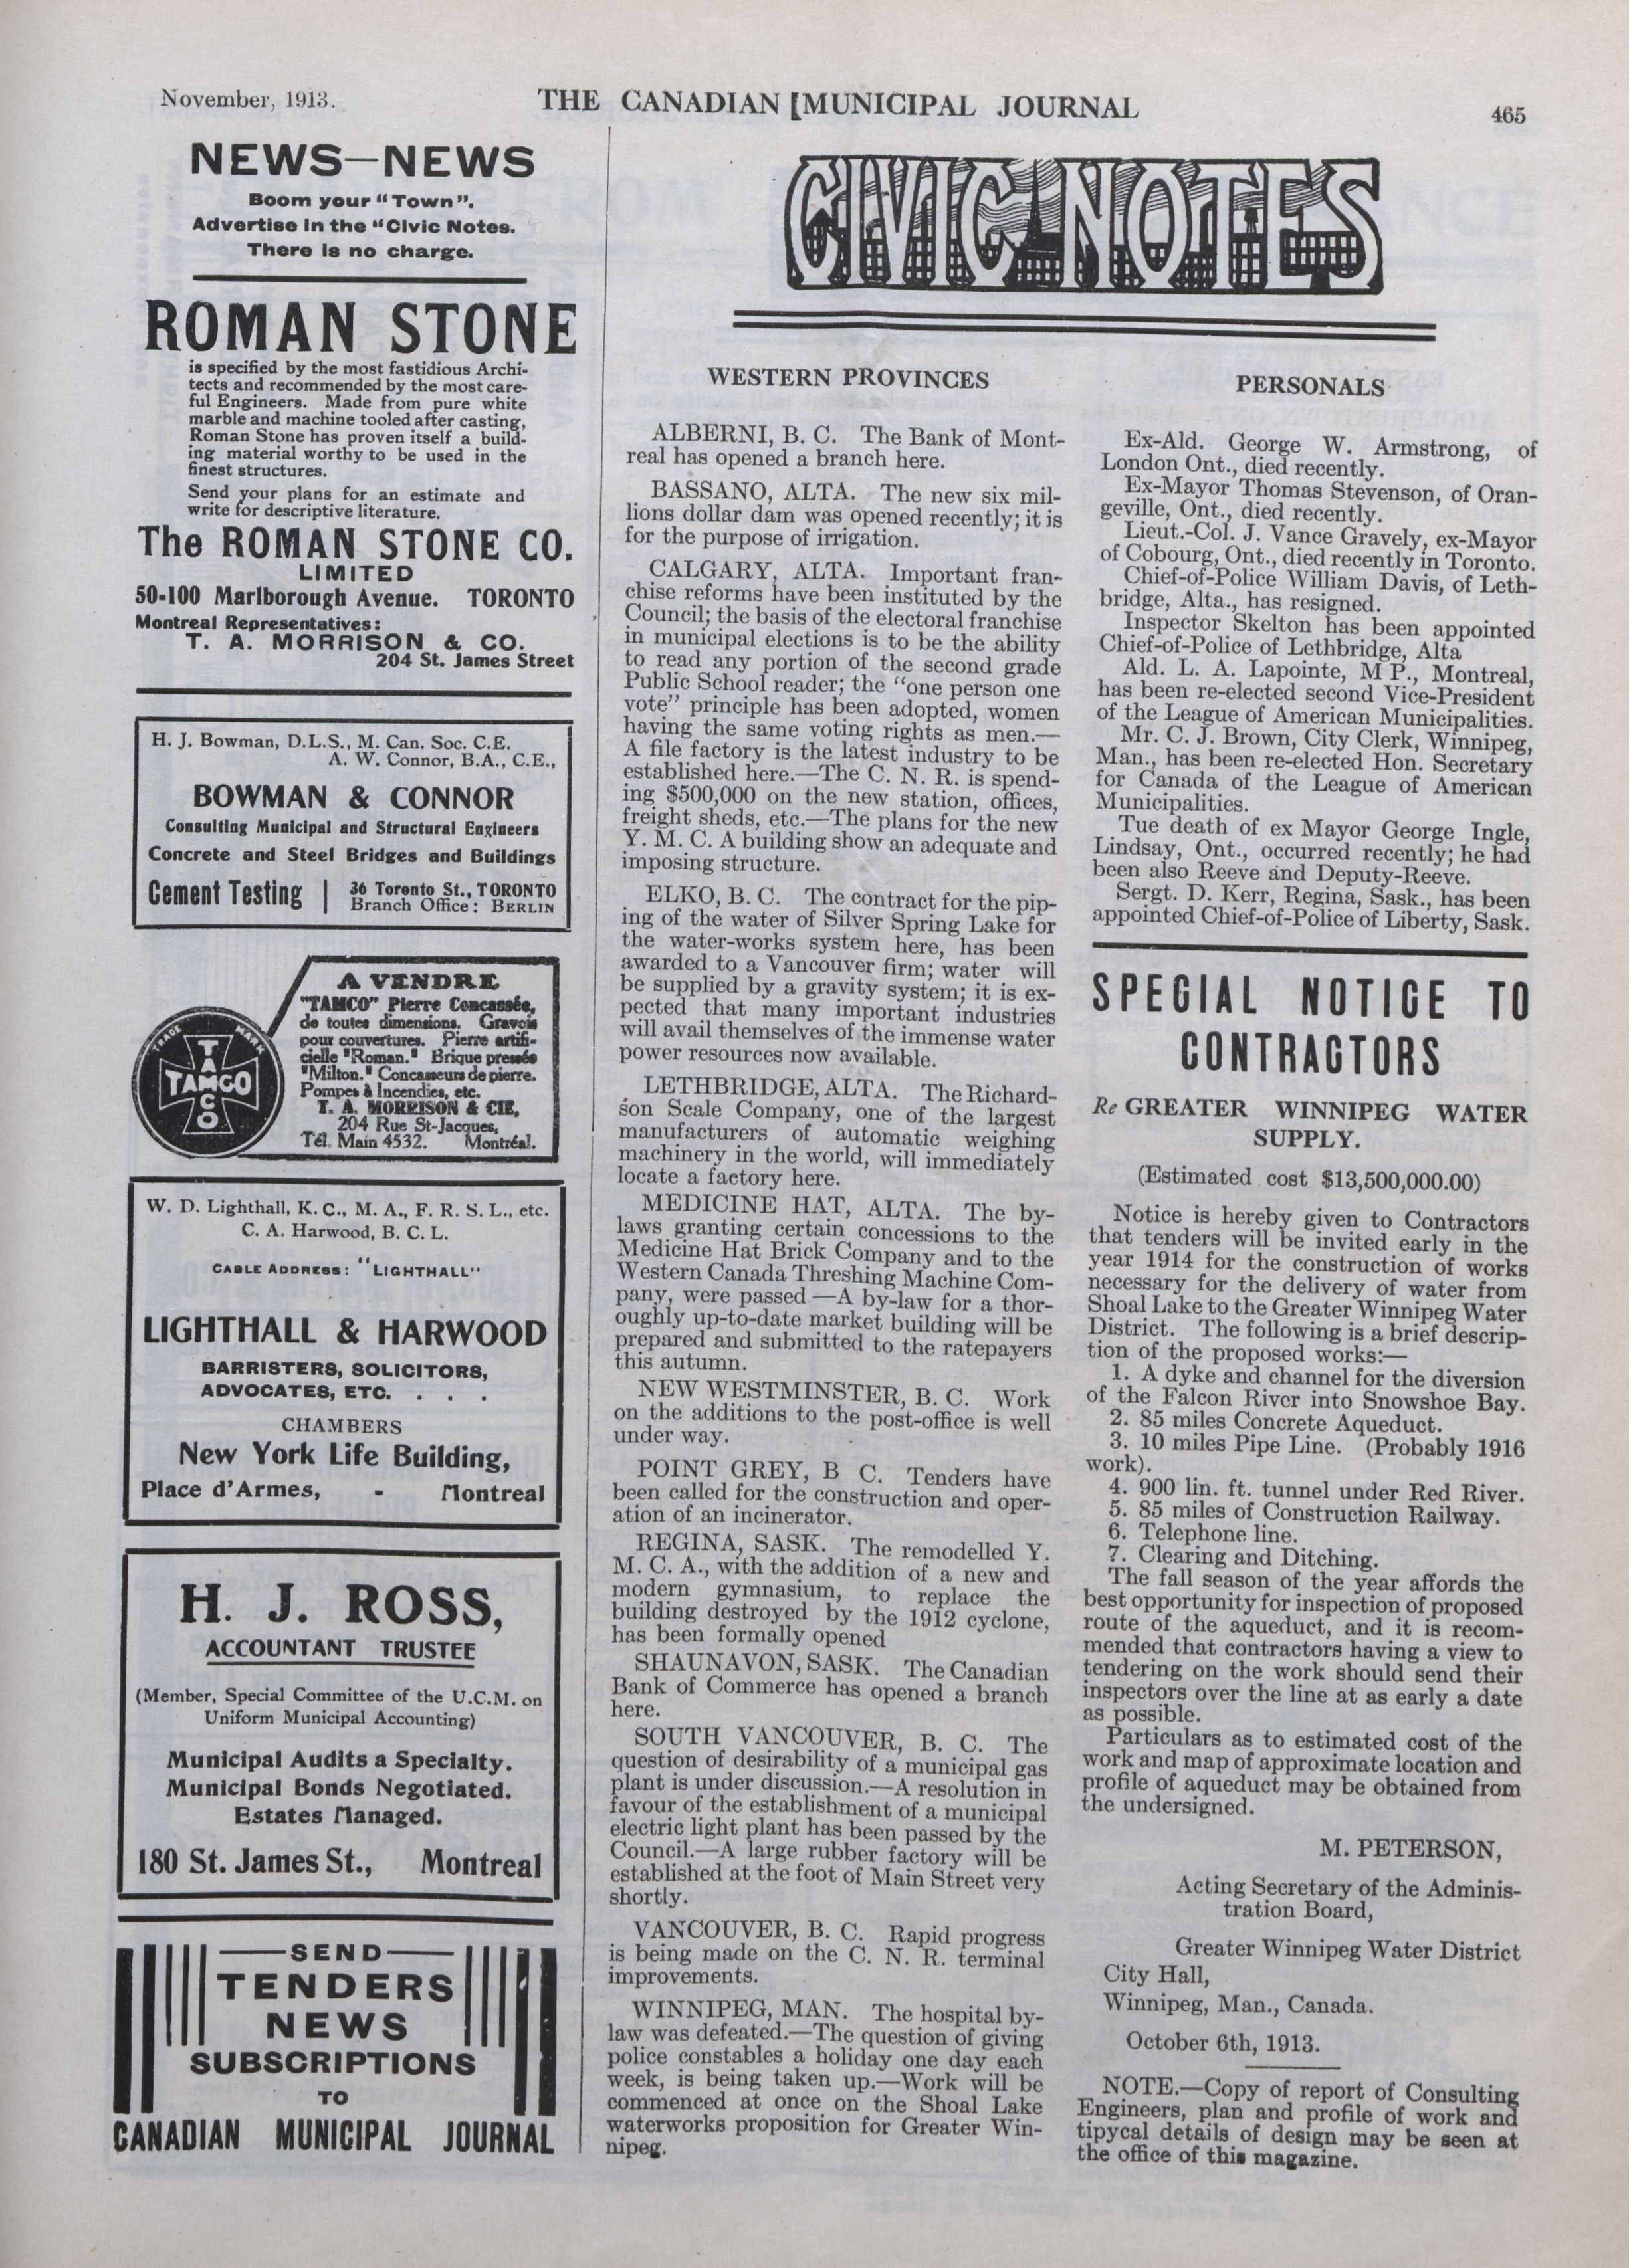 November, 1913.
THE CANADIAN [MUNICIPAL JOURNAL
465
NEWS—NEWS
Boom your "Town".
Advertise in the "Civic Notes.
There is no charge.
ROMAN STONE
is specified by the most fastidious Archi-
tects and recommended by the most care-
ful Engineers. Made from pure white
marble and machine tooled after casting,
Roman Stone has proven itself a build-
ing material worthy to be used in the
finest structures.
Send your plans for an estimate and
write for descriptive literature.
The ROMAN STONE CO.
LIMITED
50-100 Marlborough Avenue. TORONTO
Montreal Representatives:
T. A. MORRISON & CO.
204 St. James Street
H. J. Bowman, D.L.S., M. Can. Soc. C.E.
A. W. Connor, B.A., C.E.,
BOWMAN & CONNOR
Consulting Municipal and Structural Engineers
Concrete and Steel Bridges and Buildings
Cement Testing | 36 Toronto St., TORONTO
Branch Office: BERLIN
TRADE MARK
TAMCO
TAMCO
A VENDRE
"TAMCO" Pierre Concassée,
de toutes dimensions. Gravois
pour couvertures. Pierre artifi-
cielle "Roman." Brique pressée
"Milton." Concasseurs de pierre.
Pompes à Incendies, etc.
T. A. MORRISON & CIE,
204 Rue St-Jacques,
Tél. Main 4532. Montréal.
W. D. Lighthall, K. C., M. A., F. R. S. L., etc.
C. A. Harwood, B. C. L.
CABLE ADDRESS: "LIGHTHALL"
LIGHTHALL & HARWOOD
BARRISTERS, SOLICITORS,
ADVOCATES, ETC. . . .
CHAMBERS
New York Life Building,
Place d'Armes, - Montreal
H. J. ROSS,
ACCOUNTANT TRUSTEE
(Member, Special Committee of the U.C.M. on
Uniform Municipal Accounting)
Municipal Audits a Specialty.
Municipal Bonds Negotiated.
Estates Managed.
180 St. James St., Montreal
SEND
TENDERS
NEWS
SUBSCRIPTIONS
TO
CANADIAN MUNICIPAL JOURNAL
CIVIC NOTES
WESTERN PROVINCES
ALBERNI, B. C. The Bank of Mont-
real has opened a branch here.
BASSANO, ALTA. The new six mil-
lions dollar dam was opened recently; it is
for the purpose of irrigation.
CALGARY, ALTA. Important fran-
chise reforms have been instituted by the
Council; the basis of the electoral franchise
in municipal elections is to be the ability
to read any portion of the second grade
Public School reader; the "one person one
vote" principle has been adopted, women
having the same voting rights as men.—
A file factory is the latest industry to be
established here.—The C. N. R. is spend-
ing $500,000 on the new station, offices,
freight sheds, etc.—The plans for the new
Y. M. C. A building show an adequate and
imposing structure.
ELKO, B. C. The contract for the pip-
ing of the water of Silver Spring Lake for
the water-works system here, has been
awarded to a Vancouver firm; water will
be supplied by a gravity system; it is ex-
pected that many important industries
will avail themselves of the immense water
power resources now available.
LETHBRIDGE, ALTA. The Richard-
son Scale Company, one of the largest
manufacturers of automatic weighing
machinery in the world, will immediately
locate a factory here.
MEDICINE HAT, ALTA. The by-
laws granting certain concessions to the
Medicine Hat Brick Company and to the
Western Canada Threshing Machine Com-
pany, were passed —A by-law for a thor-
oughly up-to-date market building will be
prepared and submitted to the ratepayers
this autumn.
NEW WESTMINSTER, B. C. Work
on the additions to the post-office is well
under way.
POINT GREY, B C. Tenders have
been called for the construction and oper-
ation of an incinerator.
REGINA, SASK. The remodelled Y.
M. C. A., with the addition of a new and
modern gymnasium, to replace the
building destroyed by the 1912 cyclone,
has been formally opened
SHAUNAVON, SASK. The Canadian
Bank of Commerce has opened a branch
here.
SOUTH VANCOUVER, B. C. The
question of desirability of a municipal gas
plant is under discussion.—A resolution in
favour of the establishment of a municipal
electric light plant has been passed by the
Council.—A large rubber factory will be
established at the foot of Main Street very
shortly.
VANCOUVER, B. C. Rapid progress
is being made on the C. N. R. terminal
improvements.
WINNIPEG, MAN. The hospital by-
law was defeated.—The question of giving
police constables a holiday one day each
week, is being taken up.—Work will be
commenced at once on the Shoal Lake
waterworks proposition for Greater Win-
nipeg.
PERSONALS
Ex-Ald. George W. Armstrong, of
London Ont., died recently.
Ex-Mayor Thomas Stevenson, of Oran-
geville, Ont., died recently.
Lieut.-Col. J. Vance Gravely, ex-Mayor
of Cobourg, Ont., died recently in Toronto.
Chief-of-Police William Davis, of Leth-
bridge, Alta., has resigned.
Inspector Skelton has been appointed
Chief-of-Police of Lethbridge, Alta
Ald. L. A. Lapointe, M P., Montreal,
has been re-elected second Vice-President
of the League of American Municipalities.
Mr. C. J. Brown, City Clerk, Winnipeg,
Man., has been re-elected Hon. Secretary
for Canada of the League of American
Municipalities.
Tue death of ex Mayor George Ingle,
Lindsay, Ont., occurred recently; he had
been also Reeve and Deputy-Reeve.
Sergt. D. Kerr, Regina, Sask., has been
appointed Chief-of-Police of Liberty, Sask.
SPECIAL NOTICE TO
CONTRACTORS
Re GREATER WINNIPEG WATER
SUPPLY.
(Estimated cost $13,500,000.00)
Notice is hereby given to Contractors
that tenders will be invited early in the
year 1914 for the construction of works
necessary for the delivery of water from
Shoal Lake to the Greater Winnipeg Water
District. The following is a brief descrip-
tion of the proposed works:—
1. A dyke and channel for the diversion
of the Falcon River into Snowshoe Bay.
2. 85 miles Concrete Aqueduct.
3. 10 miles Pipe Line. (Probably 1916
work).
4. 900 lin. ft. tunnel under Red River.
5. 85 miles of Construction Railway.
6. Telephone line.
7. Clearing and Ditching.
The fall season of the year affords the
best opportunity for inspection of proposed
route of the aqueduct, and it is recom-
mended that contractors having a view to
tendering on the work should send their
inspectors over the line at as early a date
as possible.
Particulars as to estimated cost of the
work and map of approximate location and
profile of aqueduct may be obtained from
the undersigned.
M. PETERSON,
Acting Secretary of the Adminis-
tration Board,
Greater Winnipeg Water District
City Hall,
Winnipeg, Man., Canada.
October 6th, 1913.
NOTE.—Copy of report of Consulting
Engineers, plan and profile of work and
tipycal details of design may be seen at
the office of this magazine.